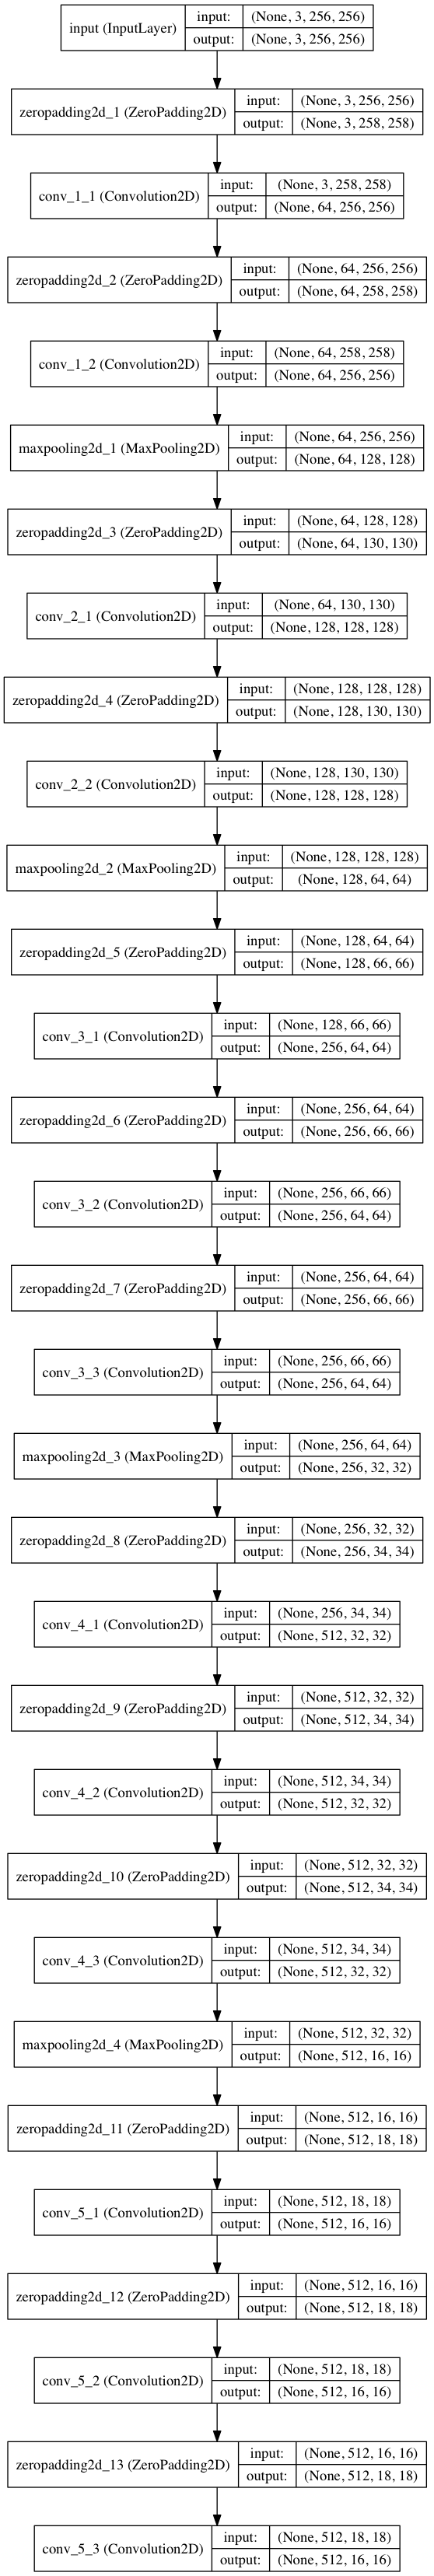 input (InputLayer) input: (None, 3, 256, 256)
output: (None, 3, 256, 256)
zeropadding2d_1 (ZeroPadding2D) input: (None, 3, 256, 256)
output: (None, 3, 258, 258)
conv_1_1 (Convolution2D) input: (None, 3, 258, 258)
output: (None, 64, 256, 256)
zeropadding2d_2 (ZeroPadding2D) input: (None, 64, 256, 256)
output: (None, 64, 258, 258)
conv_1_2 (Convolution2D) input: (None, 64, 258, 258)
output: (None, 64, 256, 256)
maxpooling2d_1 (MaxPooling2D) input: (None, 64, 256, 256)
output: (None, 64, 128, 128)
zeropadding2d_3 (ZeroPadding2D) input: (None, 64, 128, 128)
output: (None, 64, 130, 130)
conv_2_1 (Convolution2D) input: (None, 64, 130, 130)
output: (None, 128, 128, 128)
zeropadding2d_4 (ZeroPadding2D) input: (None, 128, 128, 128)
output: (None, 128, 130, 130)
conv_2_2 (Convolution2D) input: (None, 128, 130, 130)
output: (None, 128, 128, 128)
maxpooling2d_2 (MaxPooling2D) input: (None, 128, 128, 128)
output: (None, 128, 64, 64)
zeropadding2d_5 (ZeroPadding2D) input: (None, 128, 64, 64)
output: (None, 128, 66, 66)
conv_3_1 (Convolution2D) input: (None, 128, 66, 66)
output: (None, 256, 64, 64)
zeropadding2d_6 (ZeroPadding2D) input: (None, 256, 64, 64)
output: (None, 256, 66, 66)
conv_3_2 (Convolution2D) input: (None, 256, 66, 66)
output: (None, 256, 64, 64)
zeropadding2d_7 (ZeroPadding2D) input: (None, 256, 64, 64)
output: (None, 256, 66, 66)
conv_3_3 (Convolution2D) input: (None, 256, 66, 66)
output: (None, 256, 64, 64)
maxpooling2d_3 (MaxPooling2D) input: (None, 256, 64, 64)
output: (None, 256, 32, 32)
zeropadding2d_8 (ZeroPadding2D) input: (None, 256, 32, 32)
output: (None, 256, 34, 34)
conv_4_1 (Convolution2D) input: (None, 256, 34, 34)
output: (None, 512, 32, 32)
zeropadding2d_9 (ZeroPadding2D) input: (None, 512, 32, 32)
output: (None, 512, 34, 34)
conv_4_2 (Convolution2D) input: (None, 512, 34, 34)
output: (None, 512, 32, 32)
zeropadding2d_10 (ZeroPadding2D) input: (None, 512, 32, 32)
output: (None, 512, 34, 34)
conv_4_3 (Convolution2D) input: (None, 512, 34, 34)
output: (None, 512, 32, 32)
maxpooling2d_4 (MaxPooling2D) input: (None, 512, 32, 32)
output: (None, 512, 16, 16)
zeropadding2d_11 (ZeroPadding2D) input: (None, 512, 16, 16)
output: (None, 512, 18, 18)
conv_5_1 (Convolution2D) input: (None, 512, 18, 18)
output: (None, 512, 16, 16)
zeropadding2d_12 (ZeroPadding2D) input: (None, 512, 16, 16)
output: (None, 512, 18, 18)
conv_5_2 (Convolution2D) input: (None, 512, 18, 18)
output: (None, 512, 16, 16)
zeropadding2d_13 (ZeroPadding2D) input: (None, 512, 16, 16)
output: (None, 512, 18, 18)
conv_5_3 (Convolution2D) input: (None, 512, 18, 18)
output: (None, 512, 16, 16)